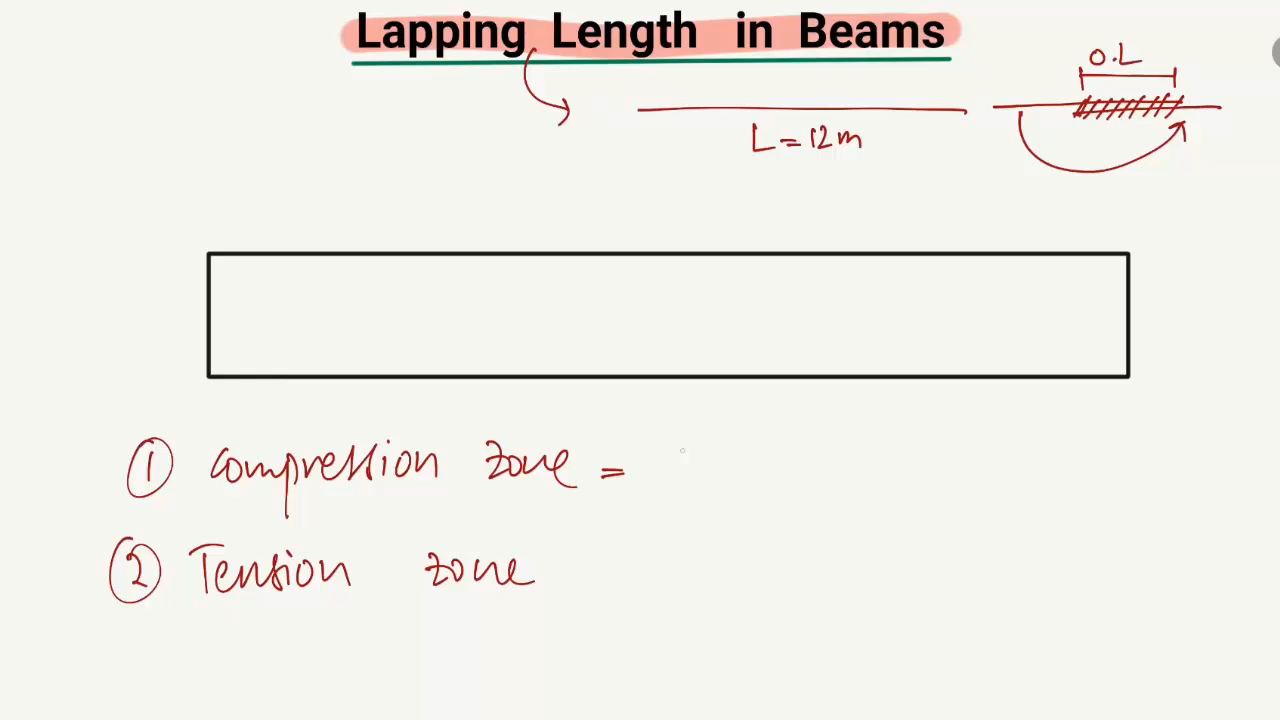 Lapping Length in Beams
O.L
L = 12m
① compression zone =
② Tension zone